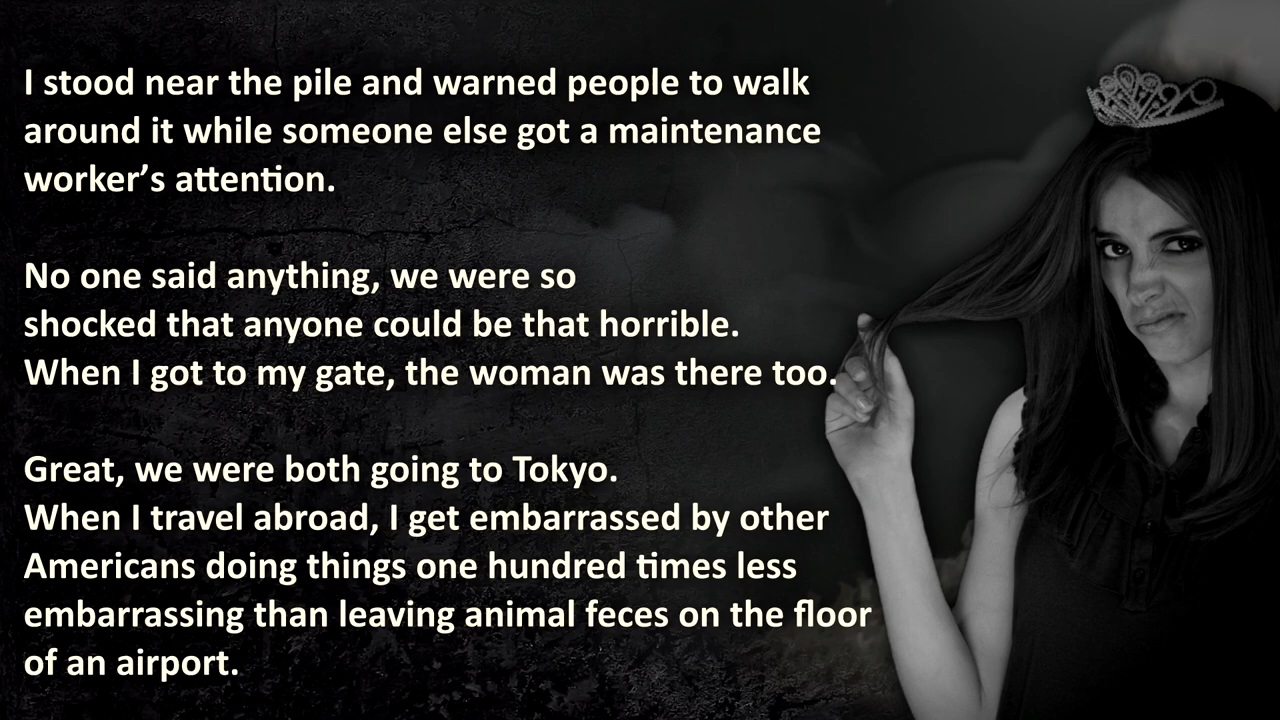 I stood near the pile and warned people to walk
around it while someone else got a maintenance
worker’s attention.
No one said anything, we were so
shocked that anyone could be that horrible.
When I got to my gate, the woman was there too.
Great, we were both going to Tokyo.
When I travel abroad, I get embarrassed by other
Americans doing things one hundred times less
embarrassing than leaving animal feces on the floor
of an airport.